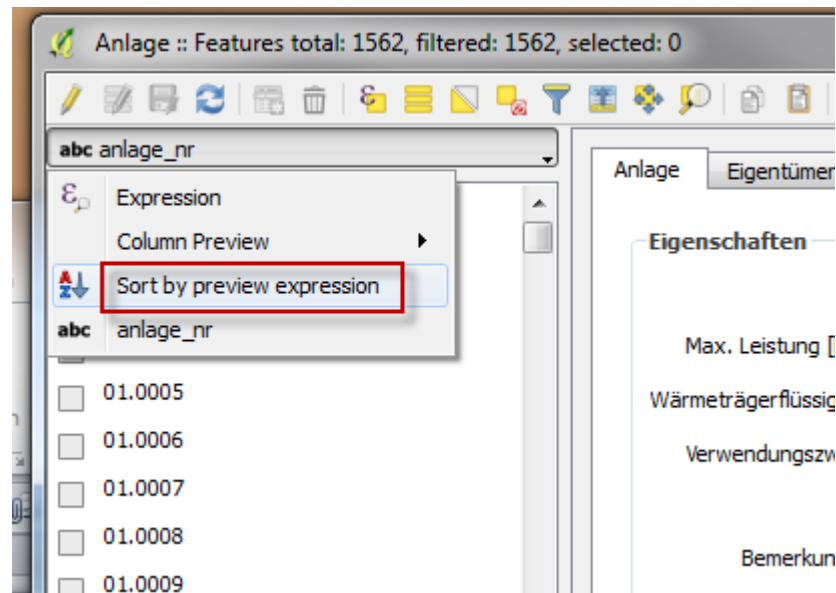 Anlage :: Features total: 1562, filtered: 1562, selected: 0
abc anlage_nr
Expression
Column Preview
Sort by preview expression
abc anlage_nr
01.0005
01.0006
01.0007
01.0008
01.0009
Anlage Eigentümer
Eigenschaften
Max. Leistung [
Wärmeträgerflüssig
Verwendungszw
Bemerkun